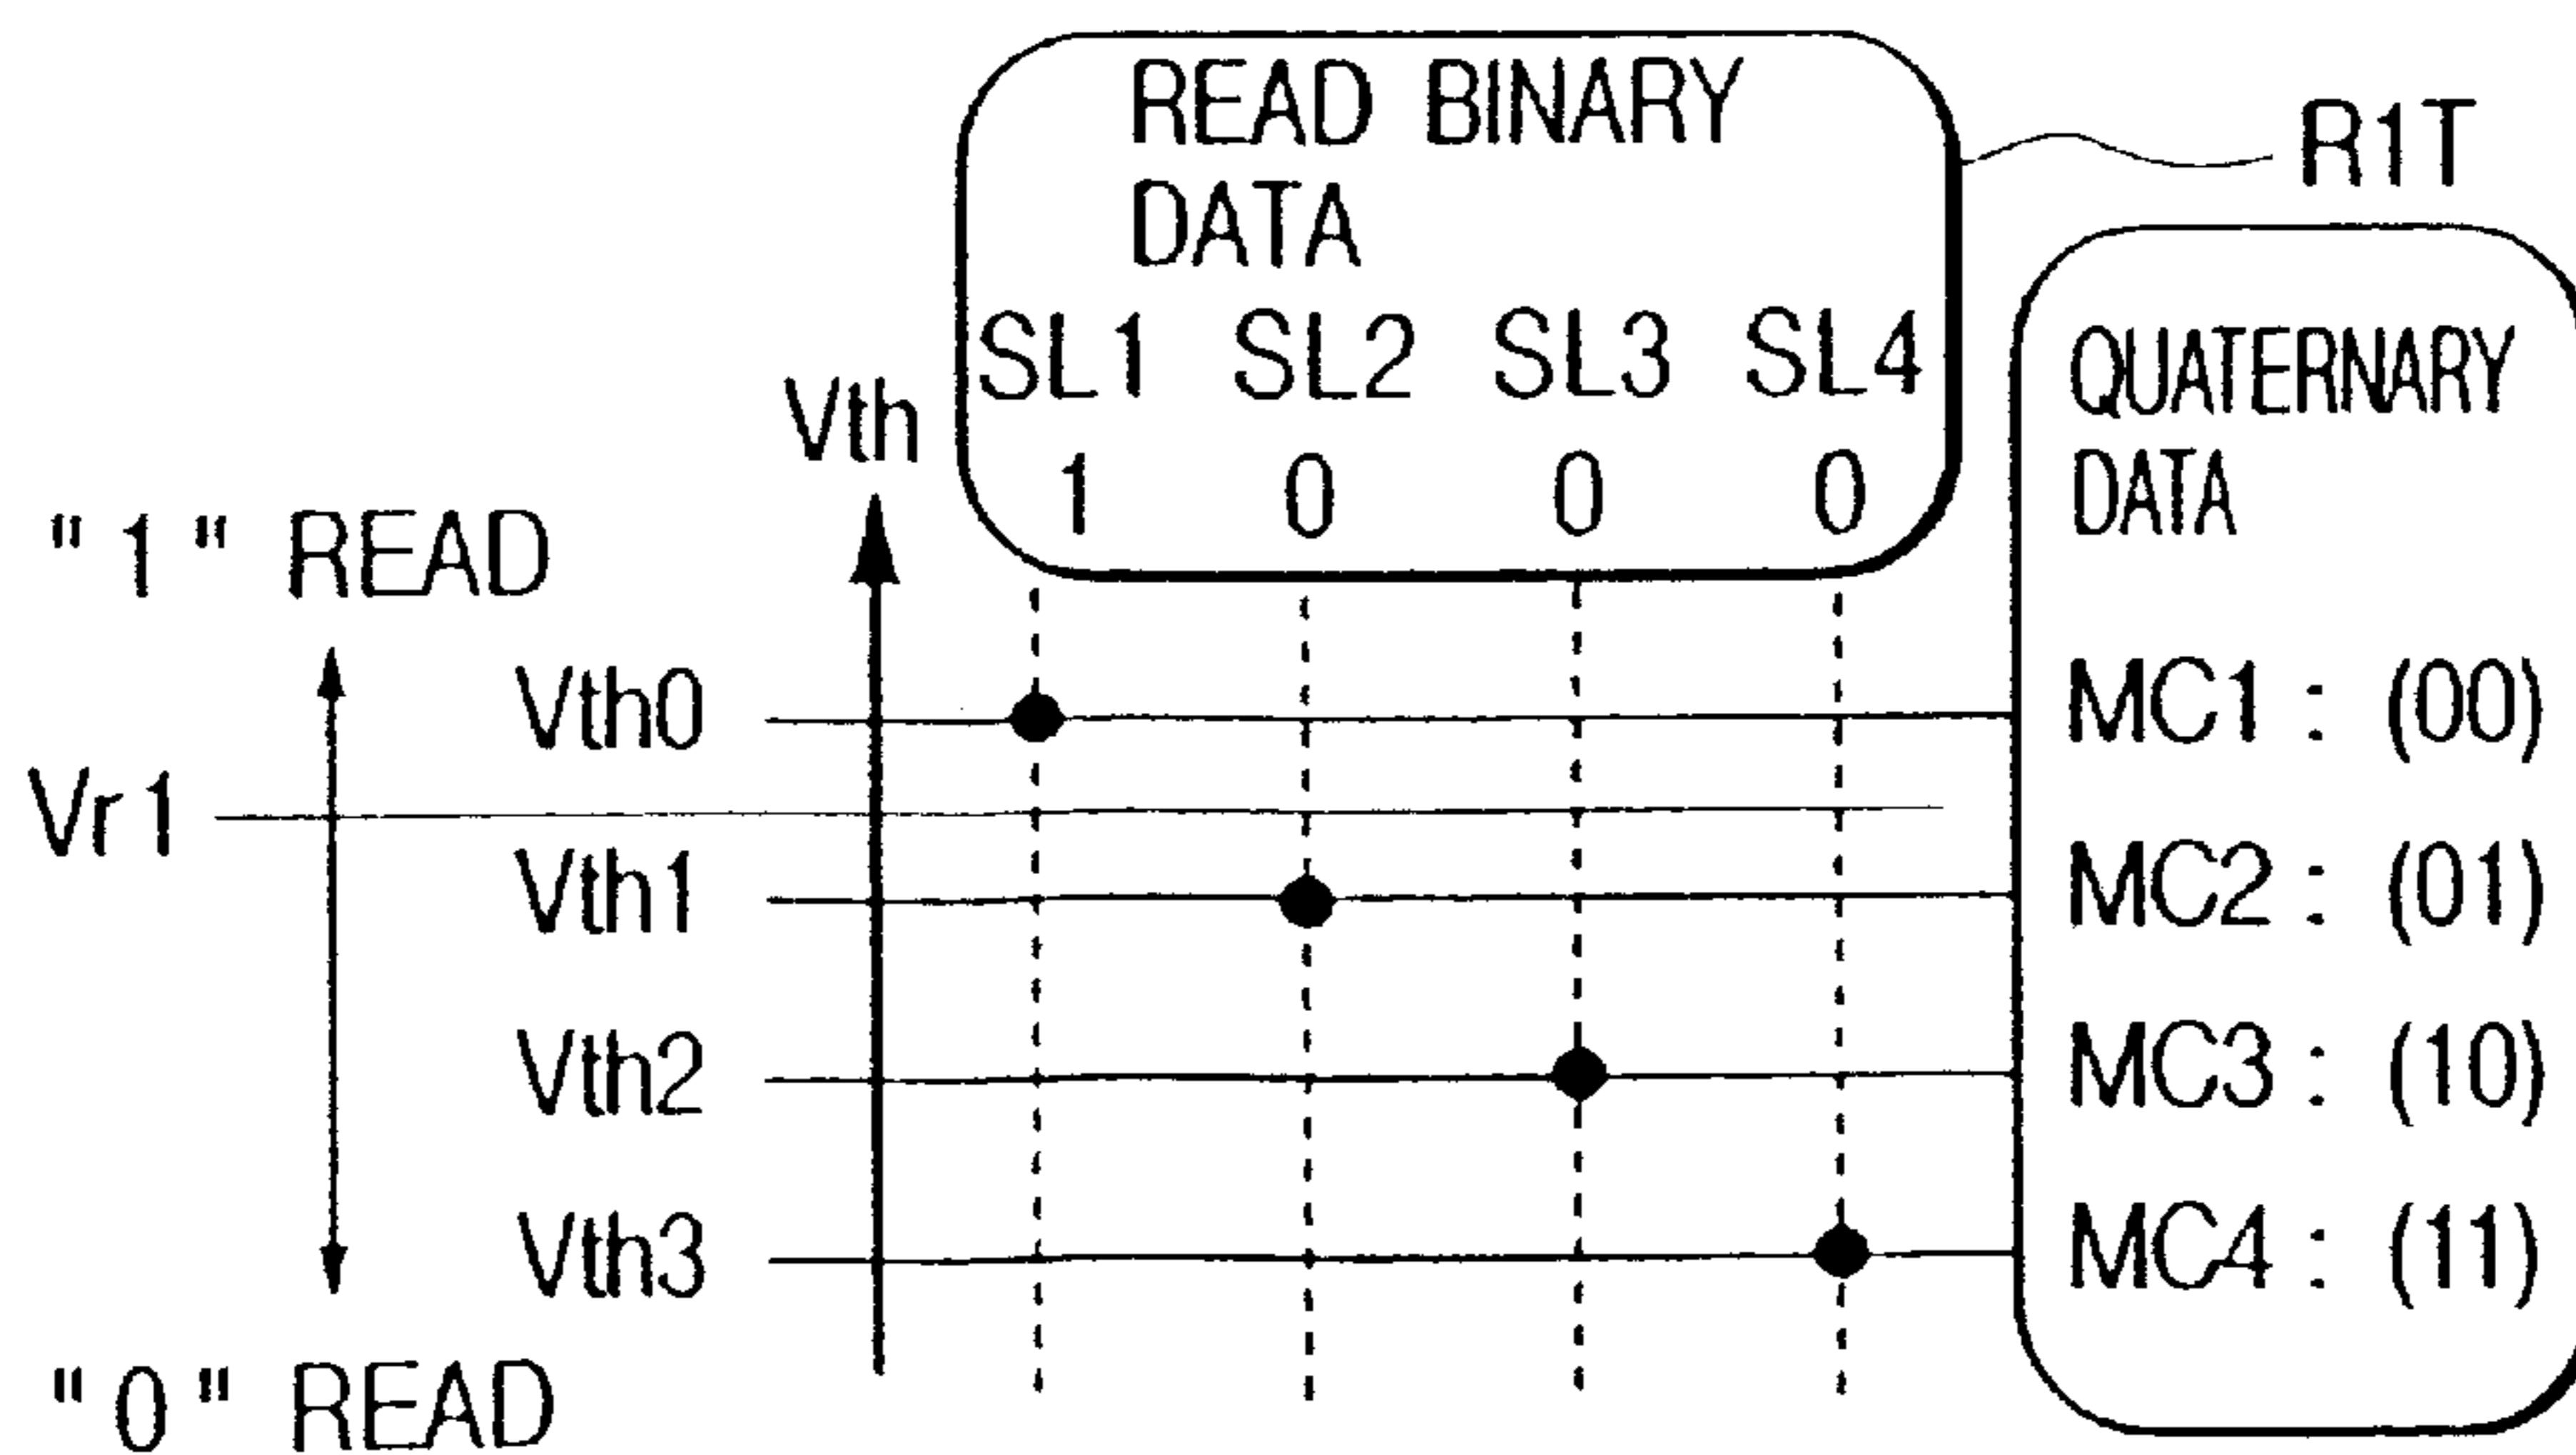 READ BINARY
DATA
R1T
SL1 SL2 SL3 SL4
1 0 0 0
QUATERNARY
DATA
Vth
" 1 " READ
Vth0
MC1 : (00)
Vr1
Vth1
MC2 : (01)
Vth2
MC3 : (10)
Vth3
MC4 : (11)
" 0 " READ